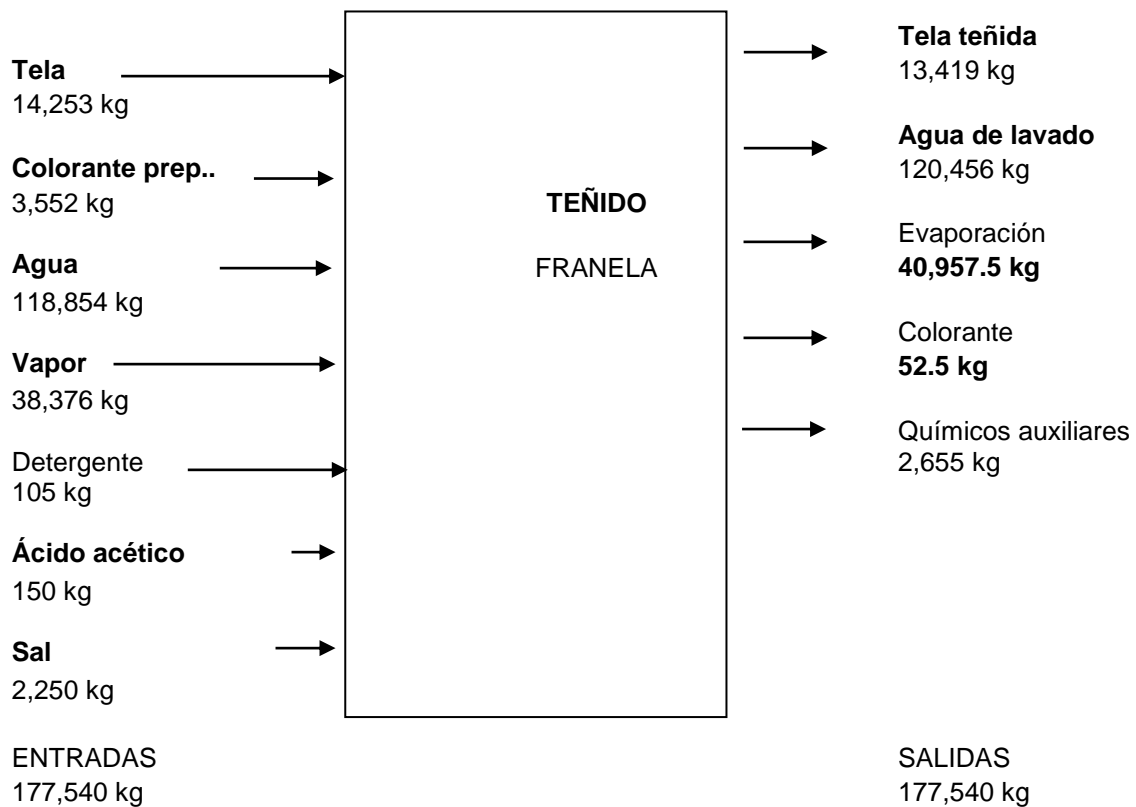 Tela
14,253 kg
Colorante prep..
3,552 kg
Agua
118,854 kg
Vapor
38,376 kg
Detergente
105 kg
Ácido acético
150 kg
Sal
2,250 kg
ENTRADAS
177,540 kg
TEÑIDO
FRANELA
Tela teñida
13,419 kg
Agua de lavado
120,456 kg
Evaporación
40,957.5 kg
Colorante
52.5 kg
Químicos auxiliares
2,655 kg
SALIDAS
177,540 kg